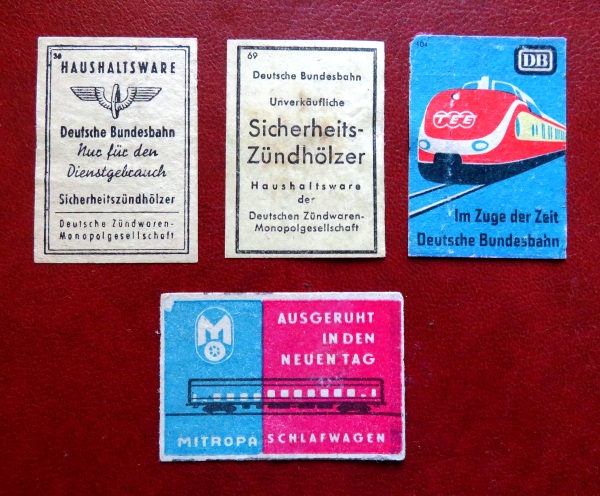 36
HAUSHALTSWARE
Deutsche Bundesbahn
Nur für den
Dienstgebrauch
Sicherheitszündhölzer
Deutsche Zündwaren-
Monopolgesellschaft
69
Deutsche Bundesbahn
Unverkäufliche
Sicherheits-
Zündhölzer
Haushaltsware
der
Deutschen Zündwaren-
Monopolgesellschaft
104
DB
TEE
Im Zuge der Zeit
Deutsche Bundesbahn
M
AUSGERUHT
IN DEN
NEUEN TAG
MITROPA SCHLAFWAGEN